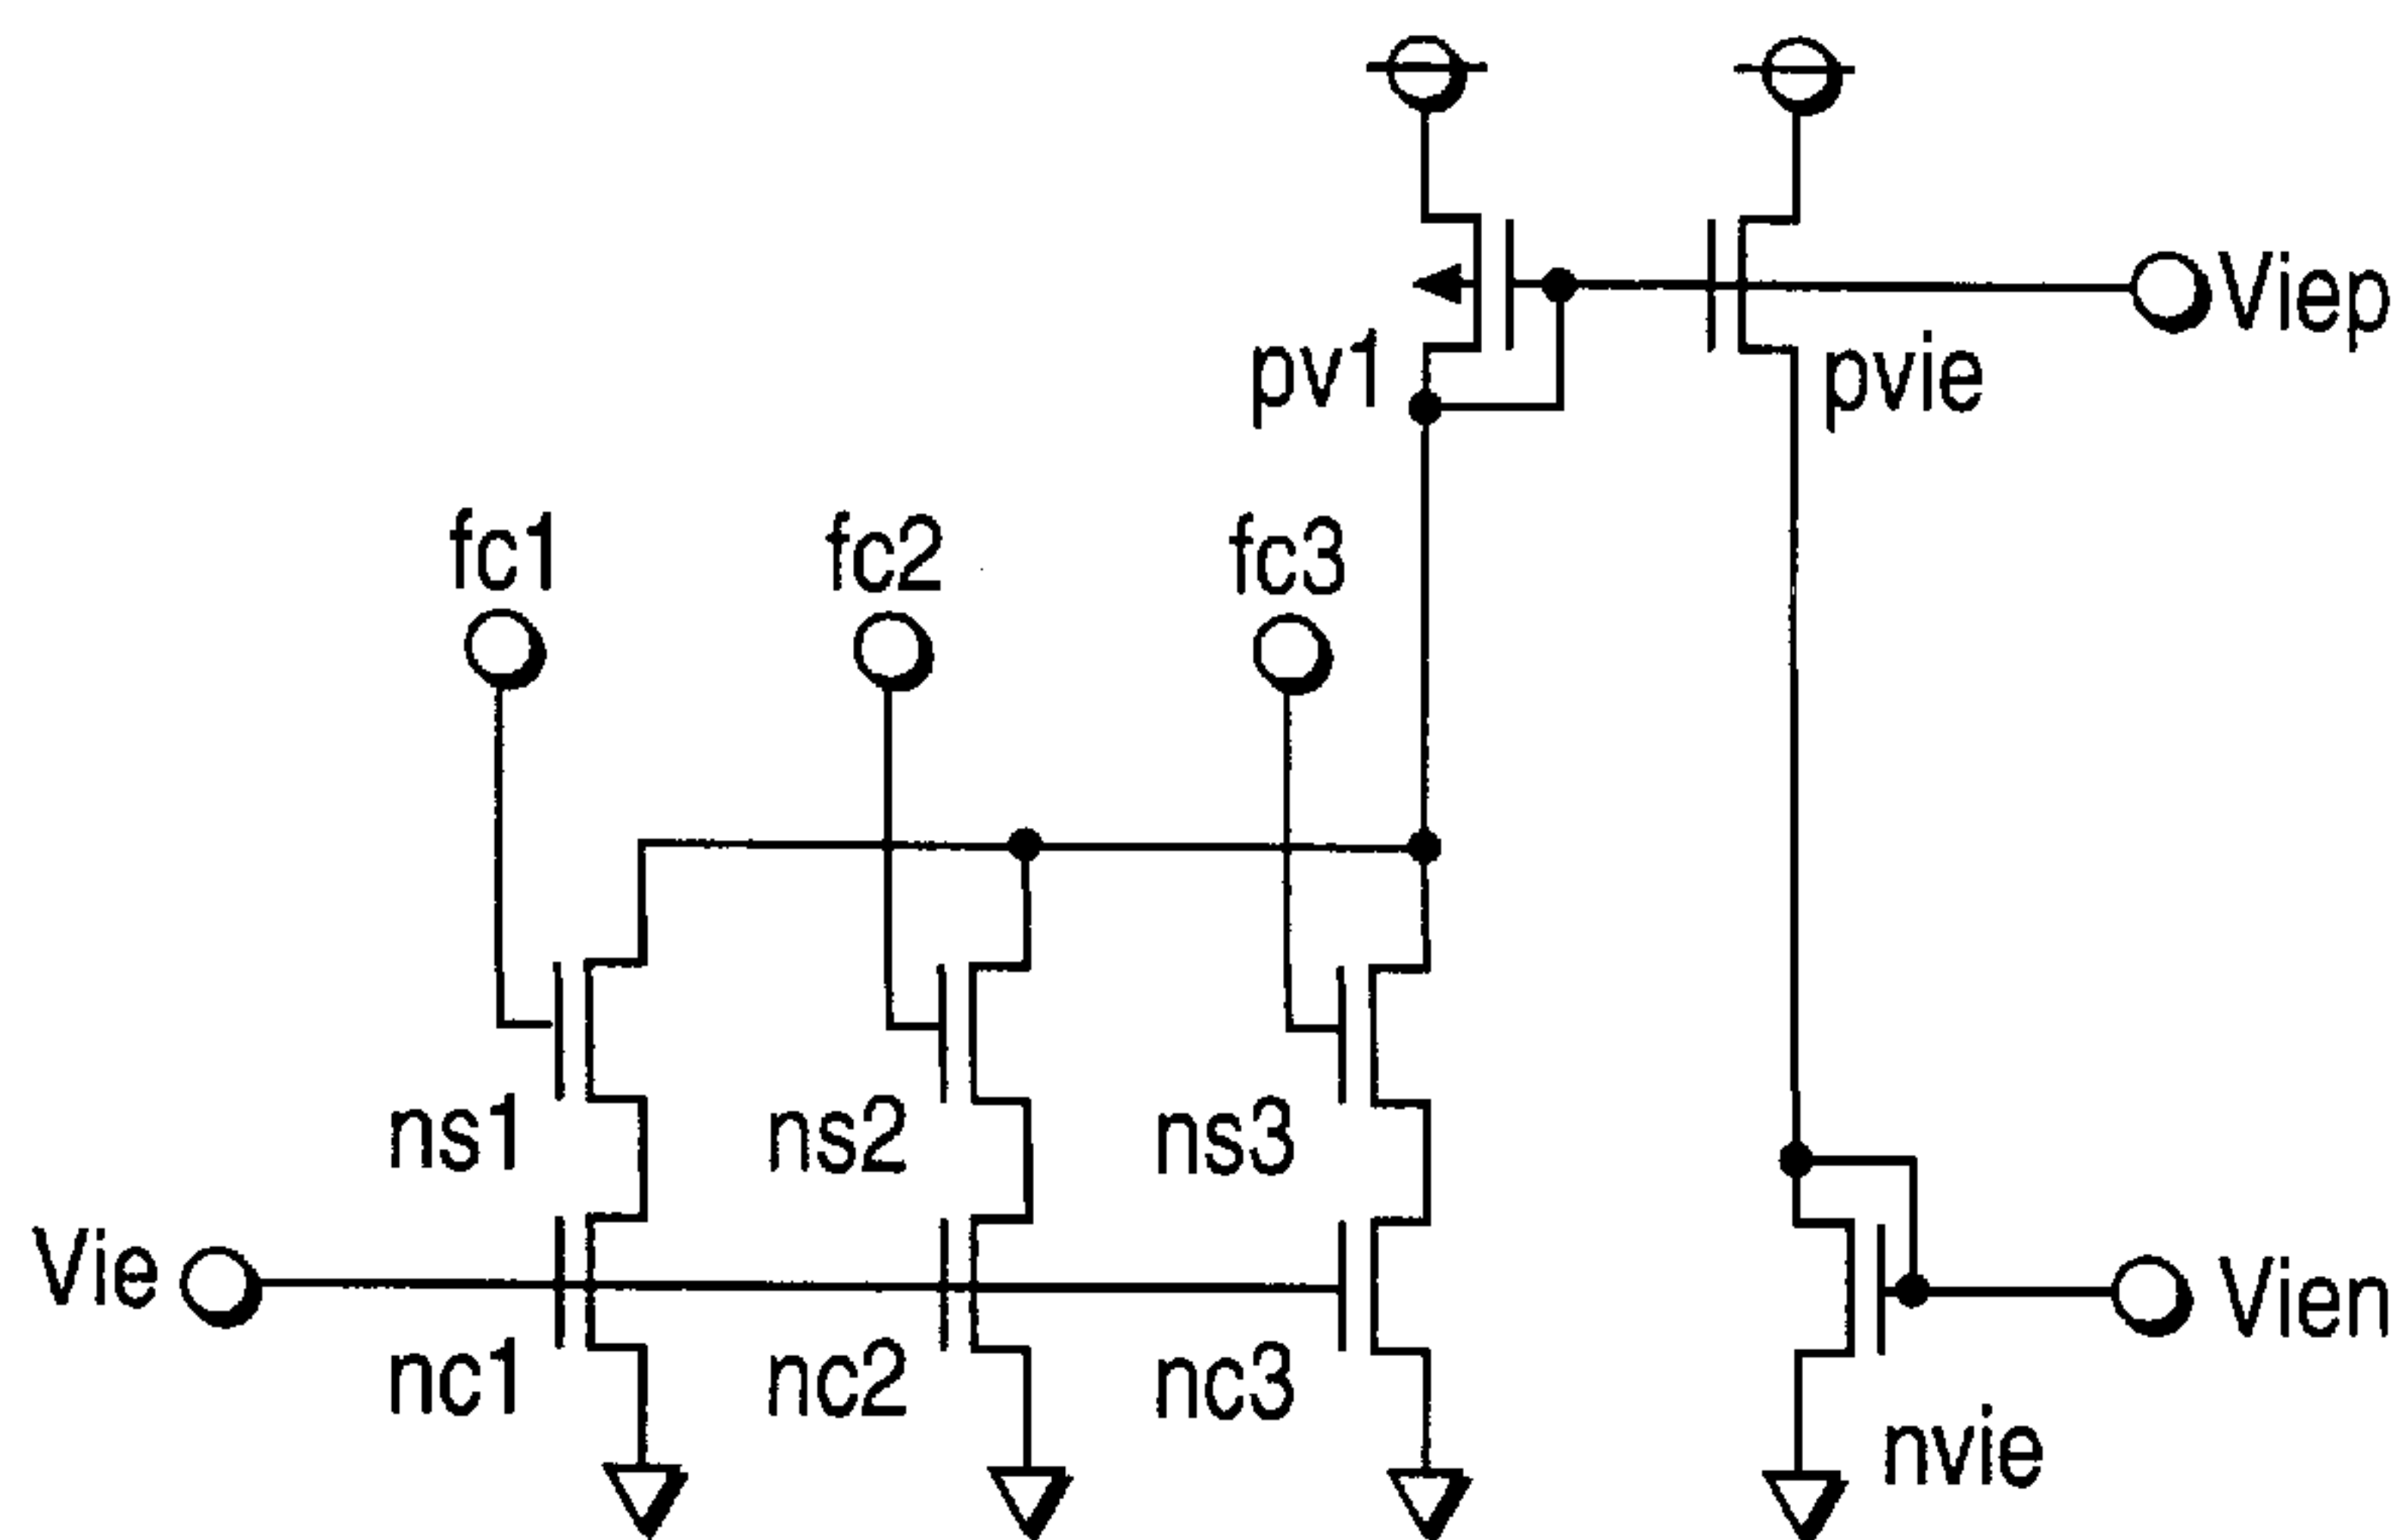 Viep
pv1
pvie
fc1
fc2
fc3
ns1
ns2
ns3
Vie
Vien
nc1
nc2
nc3
nvie